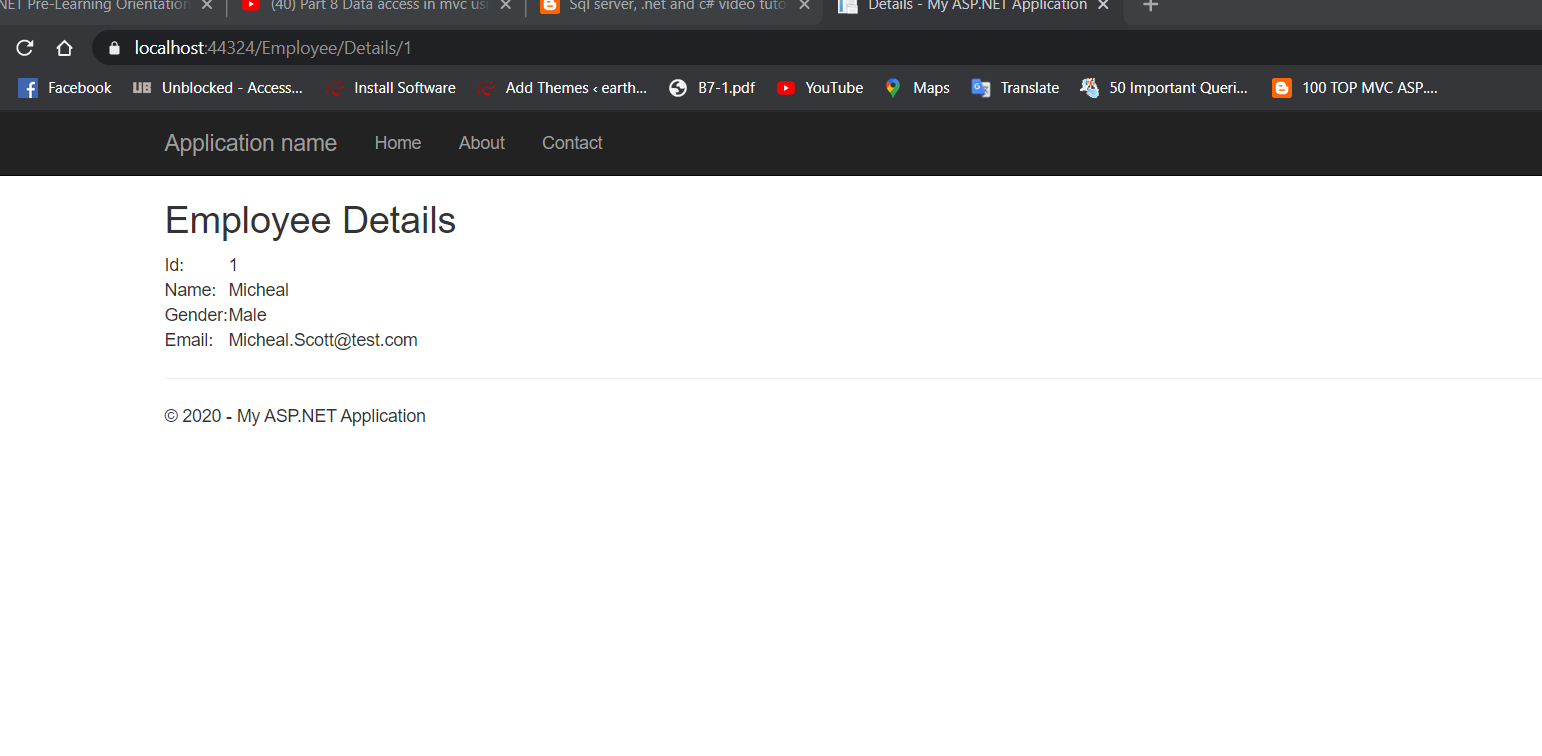 NET Pre-Learning Orientation
(40) Part 8 Data access in mvc usi
Sql server, .net and c# video tuto
Details - My ASP.NET Application
localhost:44324/Employee/Details/1
Facebook
UB Unblocked - Access...
Install Software
Add Themes ‹ earth...
B7-1.pdf
YouTube
Maps
Translate
50 Important Queri...
100 TOP MVC ASP....
Application name
Home
About
Contact
Employee Details
Id: 1
Name: Micheal
Gender:Male
Email: Micheal.Scott@test.com
© 2020 - My ASP.NET Application